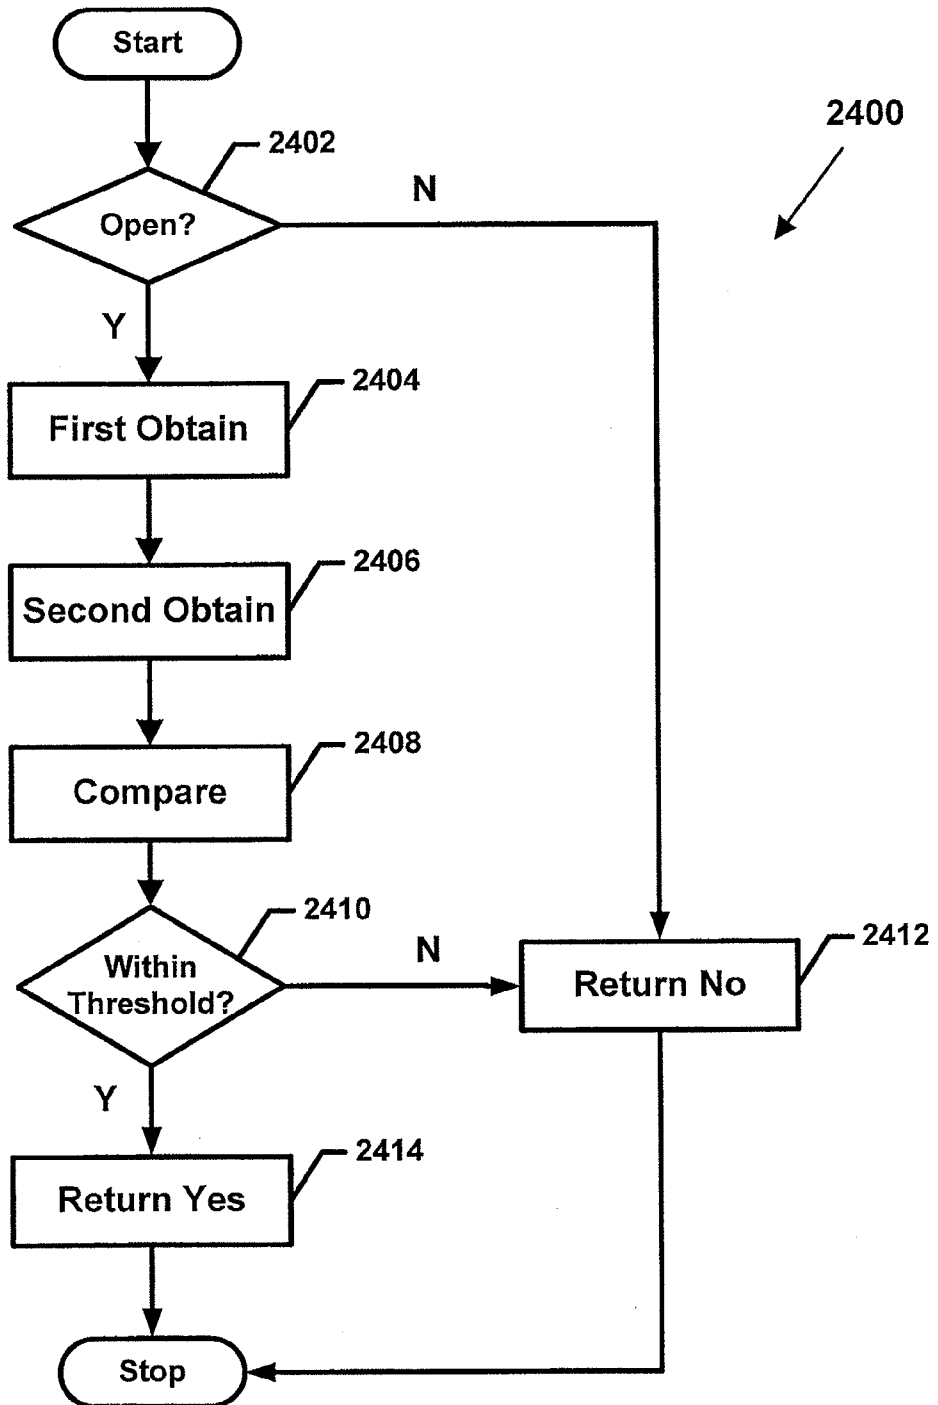 Start
2400
2402
Open?
N
Y
2404
First Obtain
2406
Second Obtain
2408
Compare
2410
Within
Threshold?
N
2412
Return No
Y
2414
Return Yes
Stop